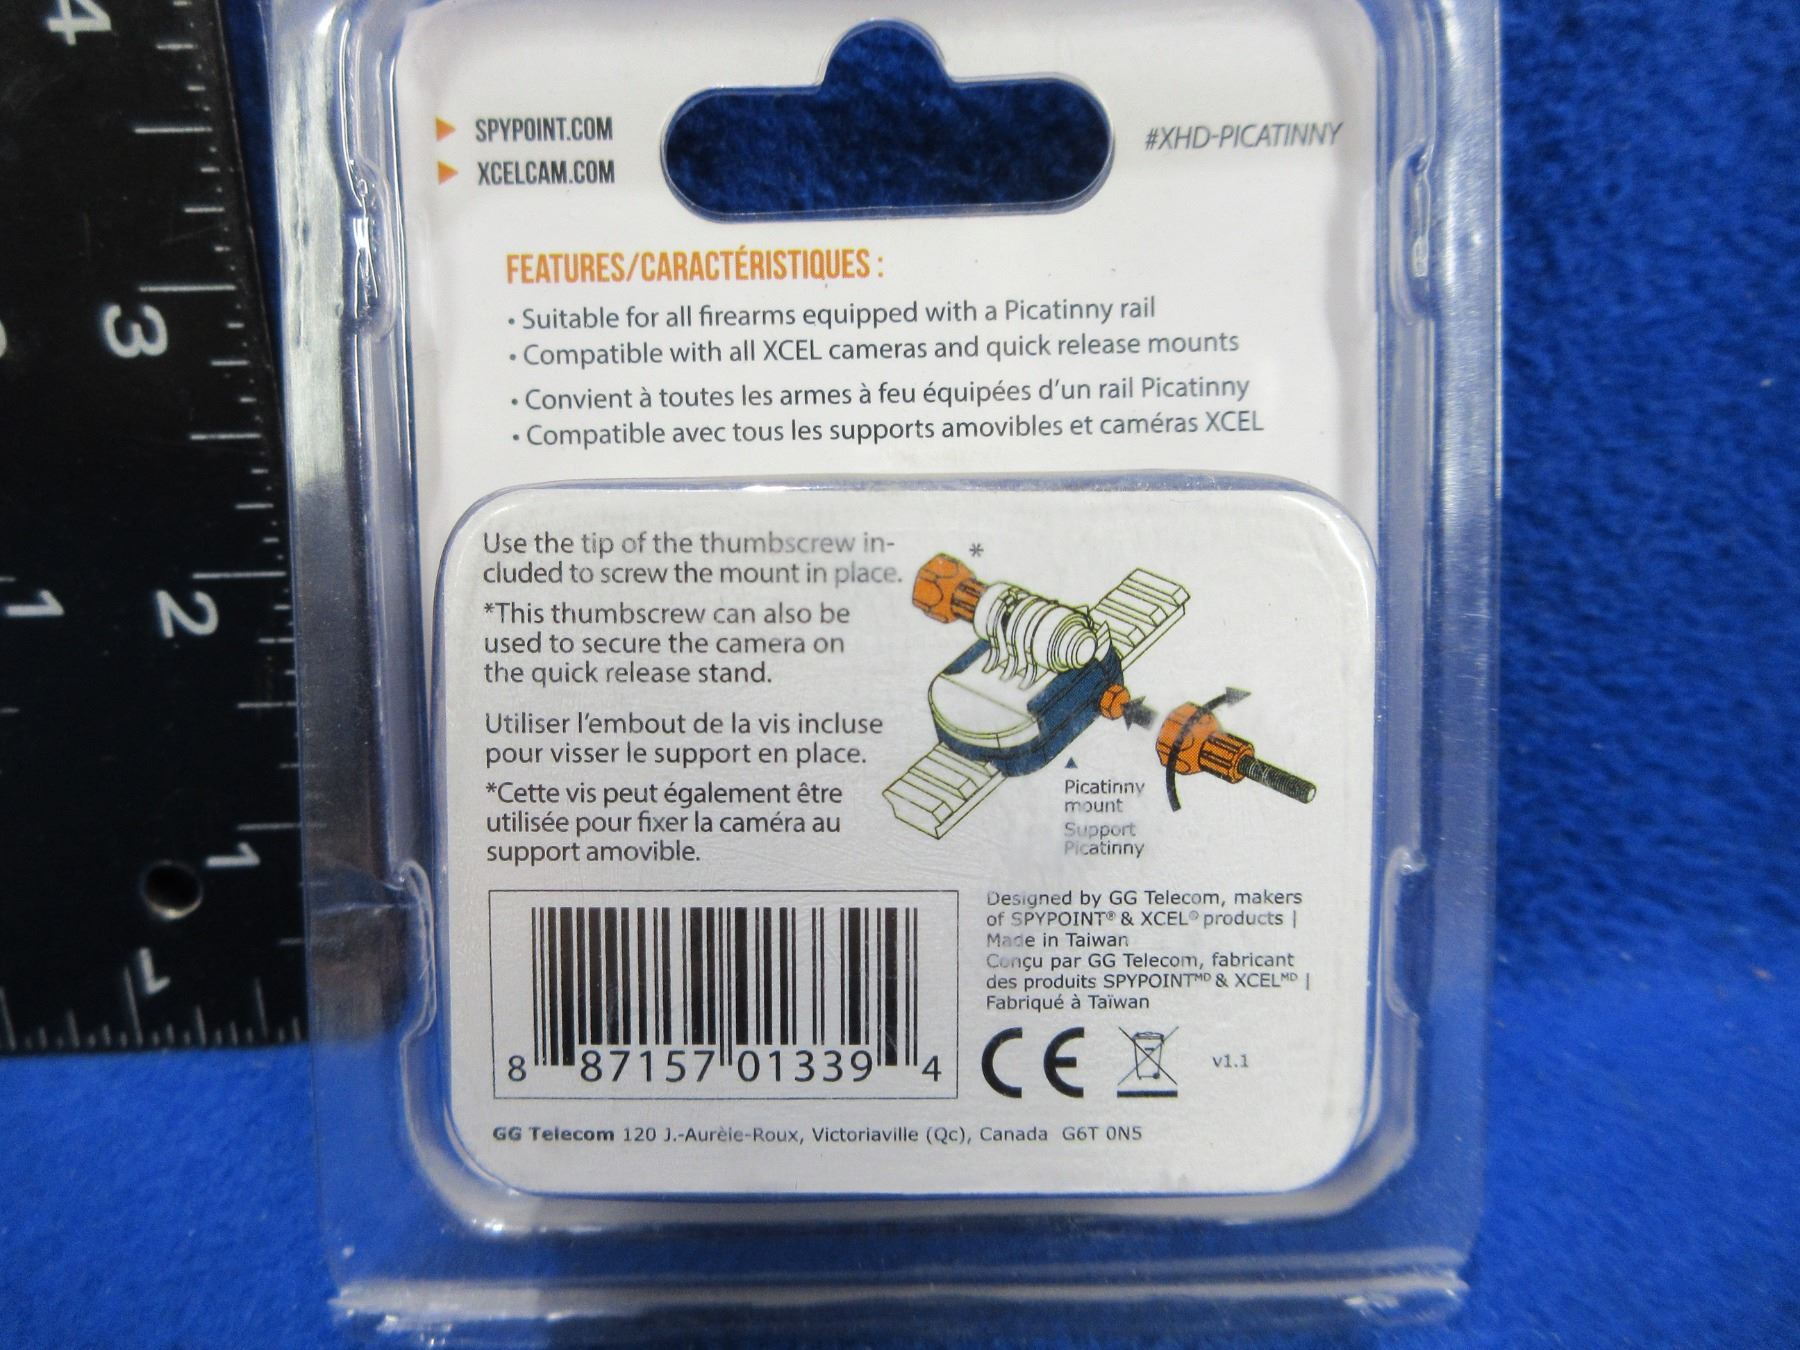 SPYPOINT.COM
XCELCAM.COM
#XHD-PICATINNY
FEATURES/CARACTÉRISTIQUES :
• Suitable for all firearms equipped with a Picatinny rail
• Compatible with all XCEL cameras and quick release mounts
• Convient à toutes les armes à feu équipées d'un rail Picatinny
• Compatible avec tous les supports amovibles et caméras XCEL
Use the tip of the thumbscrew in-
cluded to screw the mount in place.
*This thumbscrew can also be
used to secure the camera on
the quick release stand.
Utiliser l'embout de la vis incluse
pour visser le support en place.
*Cette vis peut également être
utilisée pour fixer la caméra au
support amovible.
*
Picatinny
mount
Support
Picatinny
8 87157 01339 4
Designed by GG Telecom, makers
of SPYPOINT® & XCEL® products |
Made in Taiwan
Conçu par GG Telecom, fabricant
des produits SPYPOINTᴹᴰ & XCELᴹᴰ |
Fabriqué à Taïwan
CE
v1.1
GG Telecom 120 J.-Aurèle-Roux, Victoriaville (Qc), Canada G6T 0N5
4
3
2
1
1